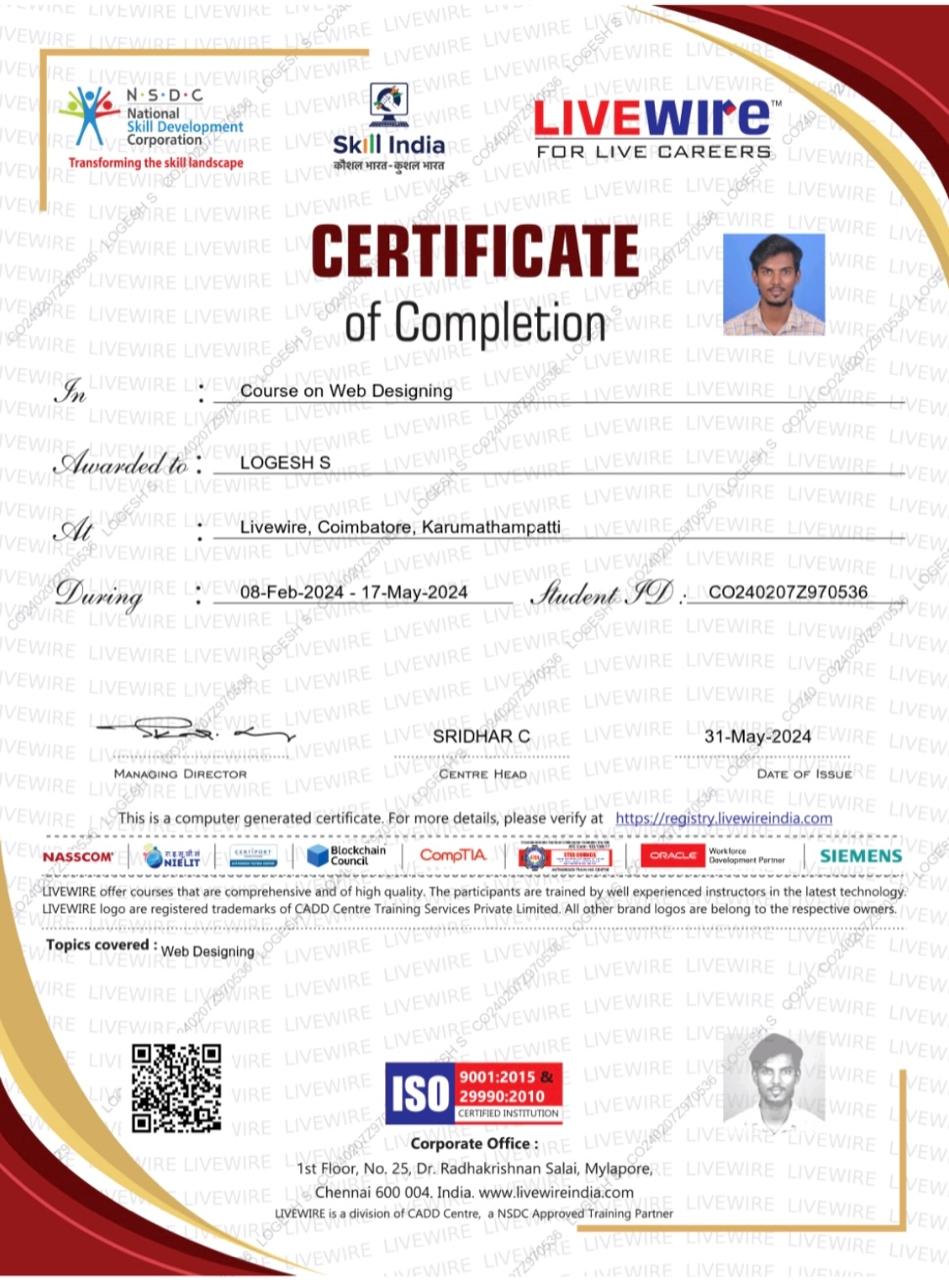 N·S·D·C
National
Skill Development
Corporation
Transforming the skill landscape
Skill India
कौशल भारत-कुशल भारत
LIVEWIRE™
FOR LIVE CAREERS
CERTIFICATE
of Completion
In : Course on Web Designing
Awarded to : LOGESH S
At : Livewire, Coimbatore, Karumathampatti
During : 08-Feb-2024 - 17-May-2024 Student ID : CO240207Z970536
SRIDHAR C 31-May-2024
MANAGING DIRECTOR CENTRE HEAD DATE OF ISSUE
This is a computer generated certificate. For more details, please verify at https://registry.livewireindia.com
NASSCOM® NIELIT CERTIPORT Blockchain Council CompTIA ORACLE Workforce Development Partner SIEMENS
LIVEWIRE offer courses that are comprehensive and of high quality. The participants are trained by well experienced instructors in the latest technology.
LIVEWIRE logo are registered trademarks of CADD Centre Training Services Private Limited. All other brand logos are belong to the respective owners.
Topics covered : Web Designing
ISO 9001:2015 &
29990:2010
CERTIFIED INSTITUTION
Corporate Office :
1st Floor, No. 25, Dr. Radhakrishnan Salai, Mylapore,
Chennai 600 004. India. www.livewireindia.com
LIVEWIRE is a division of CADD Centre, a NSDC Approved Training Partner